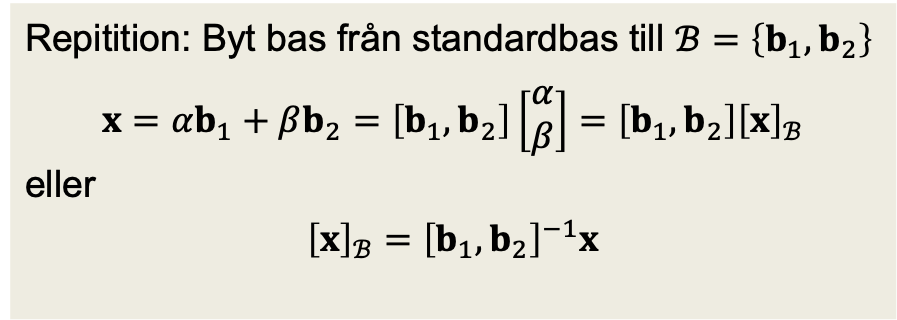 Repitition: Byt bas från standardbas till ℬ = {𝐛₁, 𝐛₂}
𝐱 = α𝐛₁ + β𝐛₂ = [𝐛₁, 𝐛₂] [α β] = [𝐛₁, 𝐛₂][𝐱]ℬ
eller
[𝐱]ℬ = [𝐛₁, 𝐛₂]⁻¹𝐱